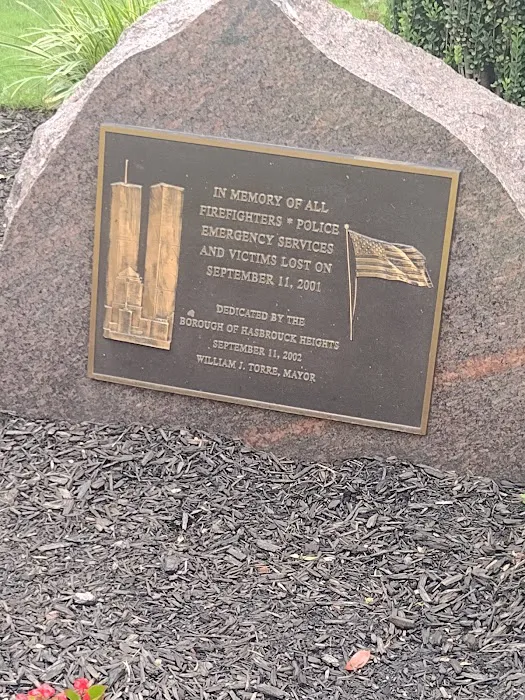 IN MEMORY OF ALL
FIREFIGHTERS * POLICE
EMERGENCY SERVICES
AND VICTIMS LOST ON
SEPTEMBER 11, 2001
DEDICATED BY THE
BOROUGH OF HASBROUCK HEIGHTS
SEPTEMBER 11, 2002
WILLIAM J. TORRE, MAYOR